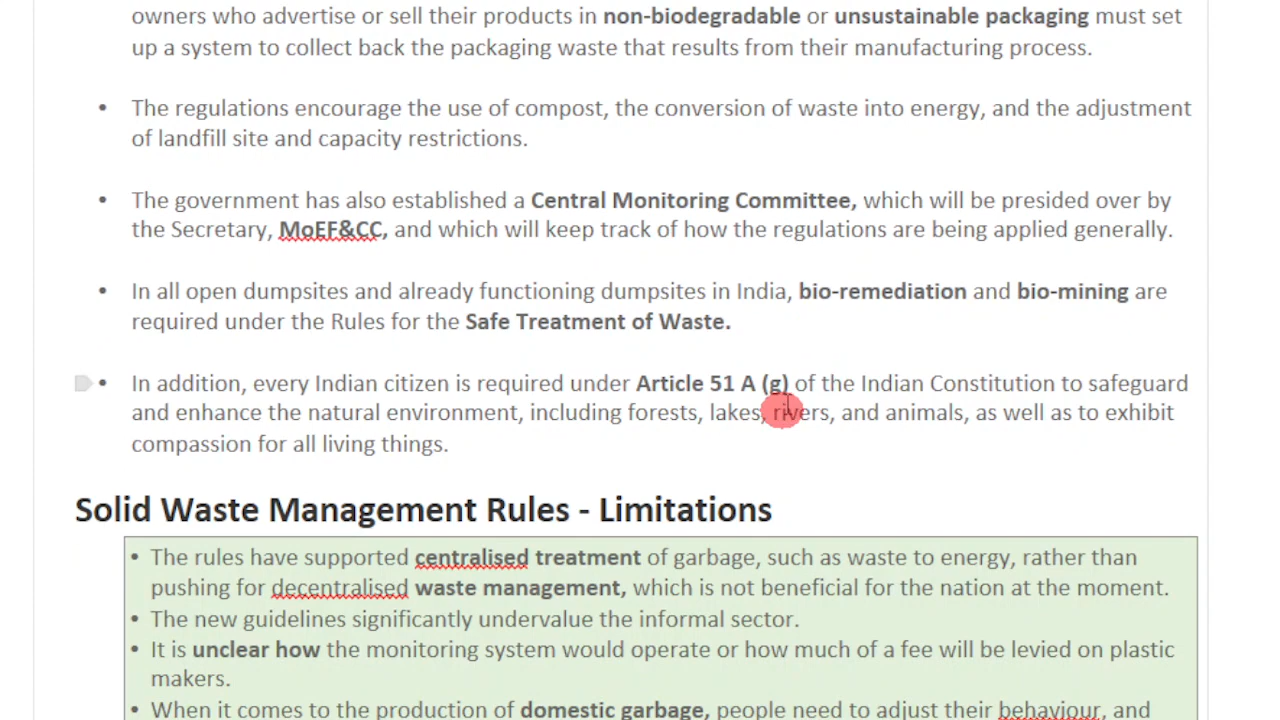 owners who advertise or sell their products in non-biodegradable or unsustainable packaging must set
up a system to collect back the packaging waste that results from their manufacturing process.
• The regulations encourage the use of compost, the conversion of waste into energy, and the adjustment
of landfill site and capacity restrictions.
• The government has also established a Central Monitoring Committee, which will be presided over by
the Secretary, MoEF&CC, and which will keep track of how the regulations are being applied generally.
• In all open dumpsites and already functioning dumpsites in India, bio-remediation and bio-mining are
required under the Rules for the Safe Treatment of Waste.
• In addition, every Indian citizen is required under Article 51 A (g) of the Indian Constitution to safeguard
and enhance the natural environment, including forests, lakes, rivers, and animals, as well as to exhibit
compassion for all living things.
Solid Waste Management Rules - Limitations
• The rules have supported centralised treatment of garbage, such as waste to energy, rather than
pushing for decentralised waste management, which is not beneficial for the nation at the moment.
• The new guidelines significantly undervalue the informal sector.
• It is unclear how the monitoring system would operate or how much of a fee will be levied on plastic
makers.
• When it comes to the production of domestic garbage, people need to adjust their behaviour, and